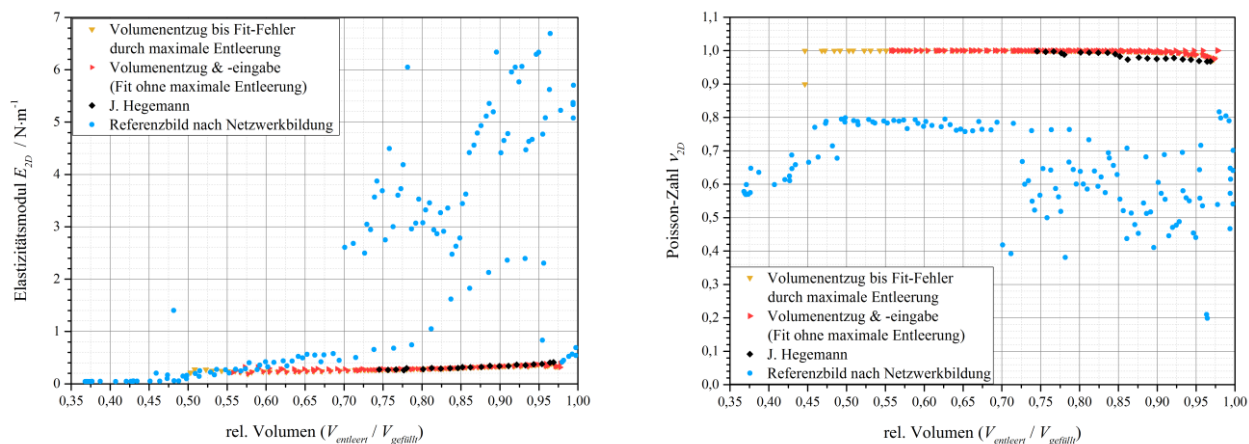 7
6
5
4
3
2
1
0
Elastizitätsmodul E2D / N·m-1
Volumenentzug bis Fit-Fehler
durch maximale Entleerung
Volumenentzug & -eingabe
(Fit ohne maximale Entleerung)
J. Hegemann
Referenzbild nach Netzwerkbildung
0,35 0,40 0,45 0,50 0,55 0,60 0,65 0,70 0,75 0,80 0,85 0,90 0,95 1,00
rel. Volumen (Ventleert / Vgefüllt)
1,1
1,0
0,9
0,8
0,7
0,6
0,5
0,4
0,3
0,2
0,1
0,0
Poisson-Zahl ν2D
Volumenentzug bis Fit-Fehler
durch maximale Entleerung
Volumenentzug & -eingabe
(Fit ohne maximale Entleerung)
J. Hegemann
Referenzbild nach Netzwerkbildung
0,35 0,40 0,45 0,50 0,55 0,60 0,65 0,70 0,75 0,80 0,85 0,90 0,95 1,00
rel. Volumen (Ventleert / Vgefüllt)